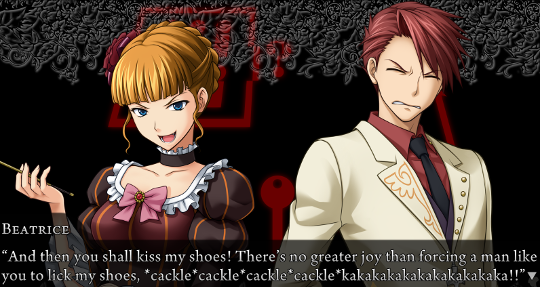 Beatrice
“And then you shall kiss my shoes! There's no greater joy than forcing a man like
you to lick my shoes, *cackle*cackle*cackle*cackle*kakakakakakakakakakaka!!”